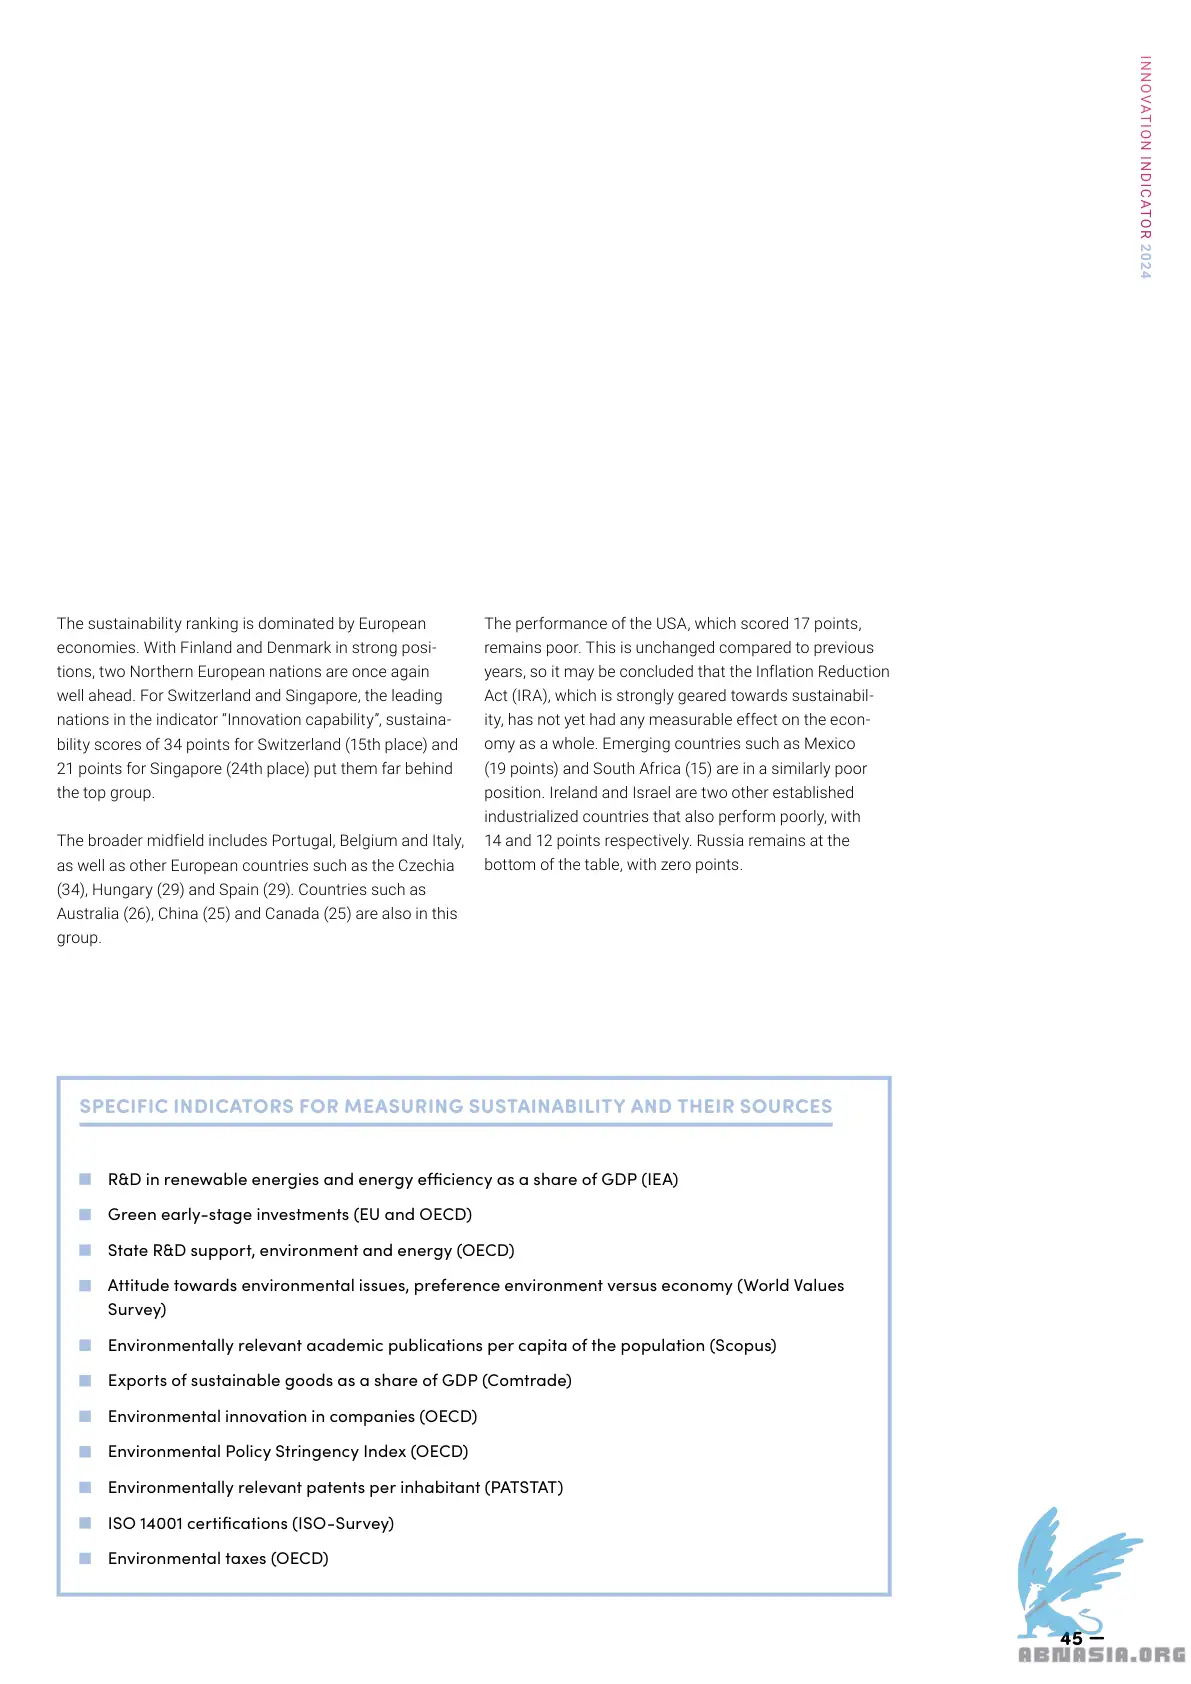 INNOVATION INDICATOR 2024
The sustainability ranking is dominated by European
economies. With Finland and Denmark in strong posi-
tions, two Northern European nations are once again
well ahead. For Switzerland and Singapore, the leading
nations in the indicator “Innovation capability”, sustaina-
bility scores of 34 points for Switzerland (15th place) and
21 points for Singapore (24th place) put them far behind
the top group.
The broader midfield includes Portugal, Belgium and Italy,
as well as other European countries such as the Czechia
(34), Hungary (29) and Spain (29). Countries such as
Australia (26), China (25) and Canada (25) are also in this
group.
The performance of the USA, which scored 17 points,
remains poor. This is unchanged compared to previous
years, so it may be concluded that the Inflation Reduction
Act (IRA), which is strongly geared towards sustainabil-
ity, has not yet had any measurable effect on the econ-
omy as a whole. Emerging countries such as Mexico
(19 points) and South Africa (15) are in a similarly poor
position. Ireland and Israel are two other established
industrialized countries that also perform poorly, with
14 and 12 points respectively. Russia remains at the
bottom of the table, with zero points.
SPECIFIC INDICATORS FOR MEASURING SUSTAINABILITY AND THEIR SOURCES
R&D in renewable energies and energy efficiency as a share of GDP (IEA)
Green early-stage investments (EU and OECD)
State R&D support, environment and energy (OECD)
Attitude towards environmental issues, preference environment versus economy (World Values
Survey)
Environmentally relevant academic publications per capita of the population (Scopus)
Exports of sustainable goods as a share of GDP (Comtrade)
Environmental innovation in companies (OECD)
Environmental Policy Stringency Index (OECD)
Environmentally relevant patents per inhabitant (PATSTAT)
ISO 14001 certifications (ISO-Survey)
Environmental taxes (OECD)
45 —
ABNASIA.ORG